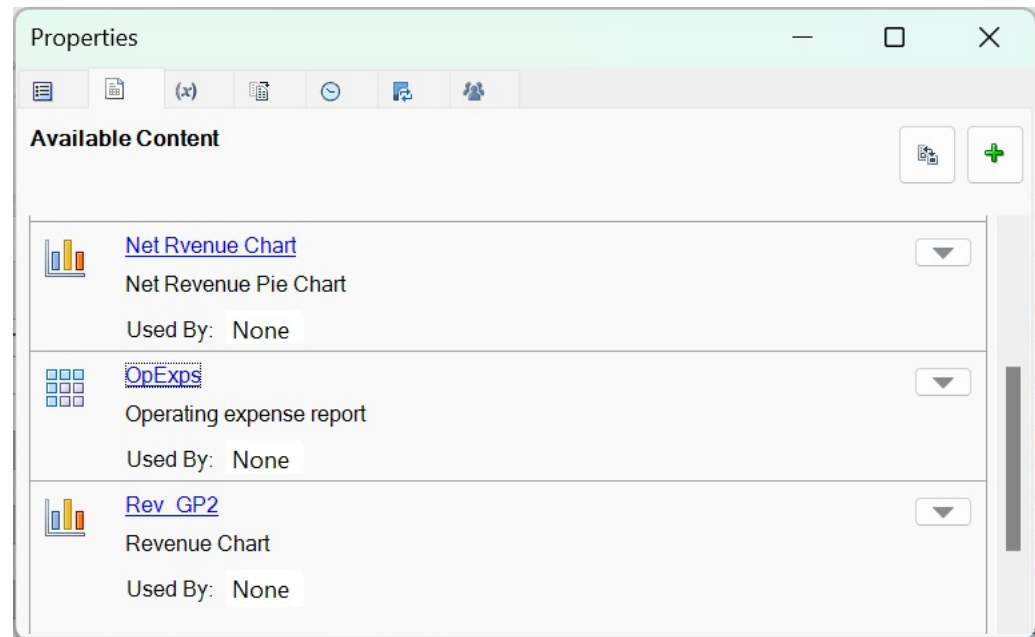 Properties
(x)
Available Content
Net Rvenue Chart
Net Revenue Pie Chart
Used By: None
OpExps
Operating expense report
Used By: None
Rev_GP2
Revenue Chart
Used By: None